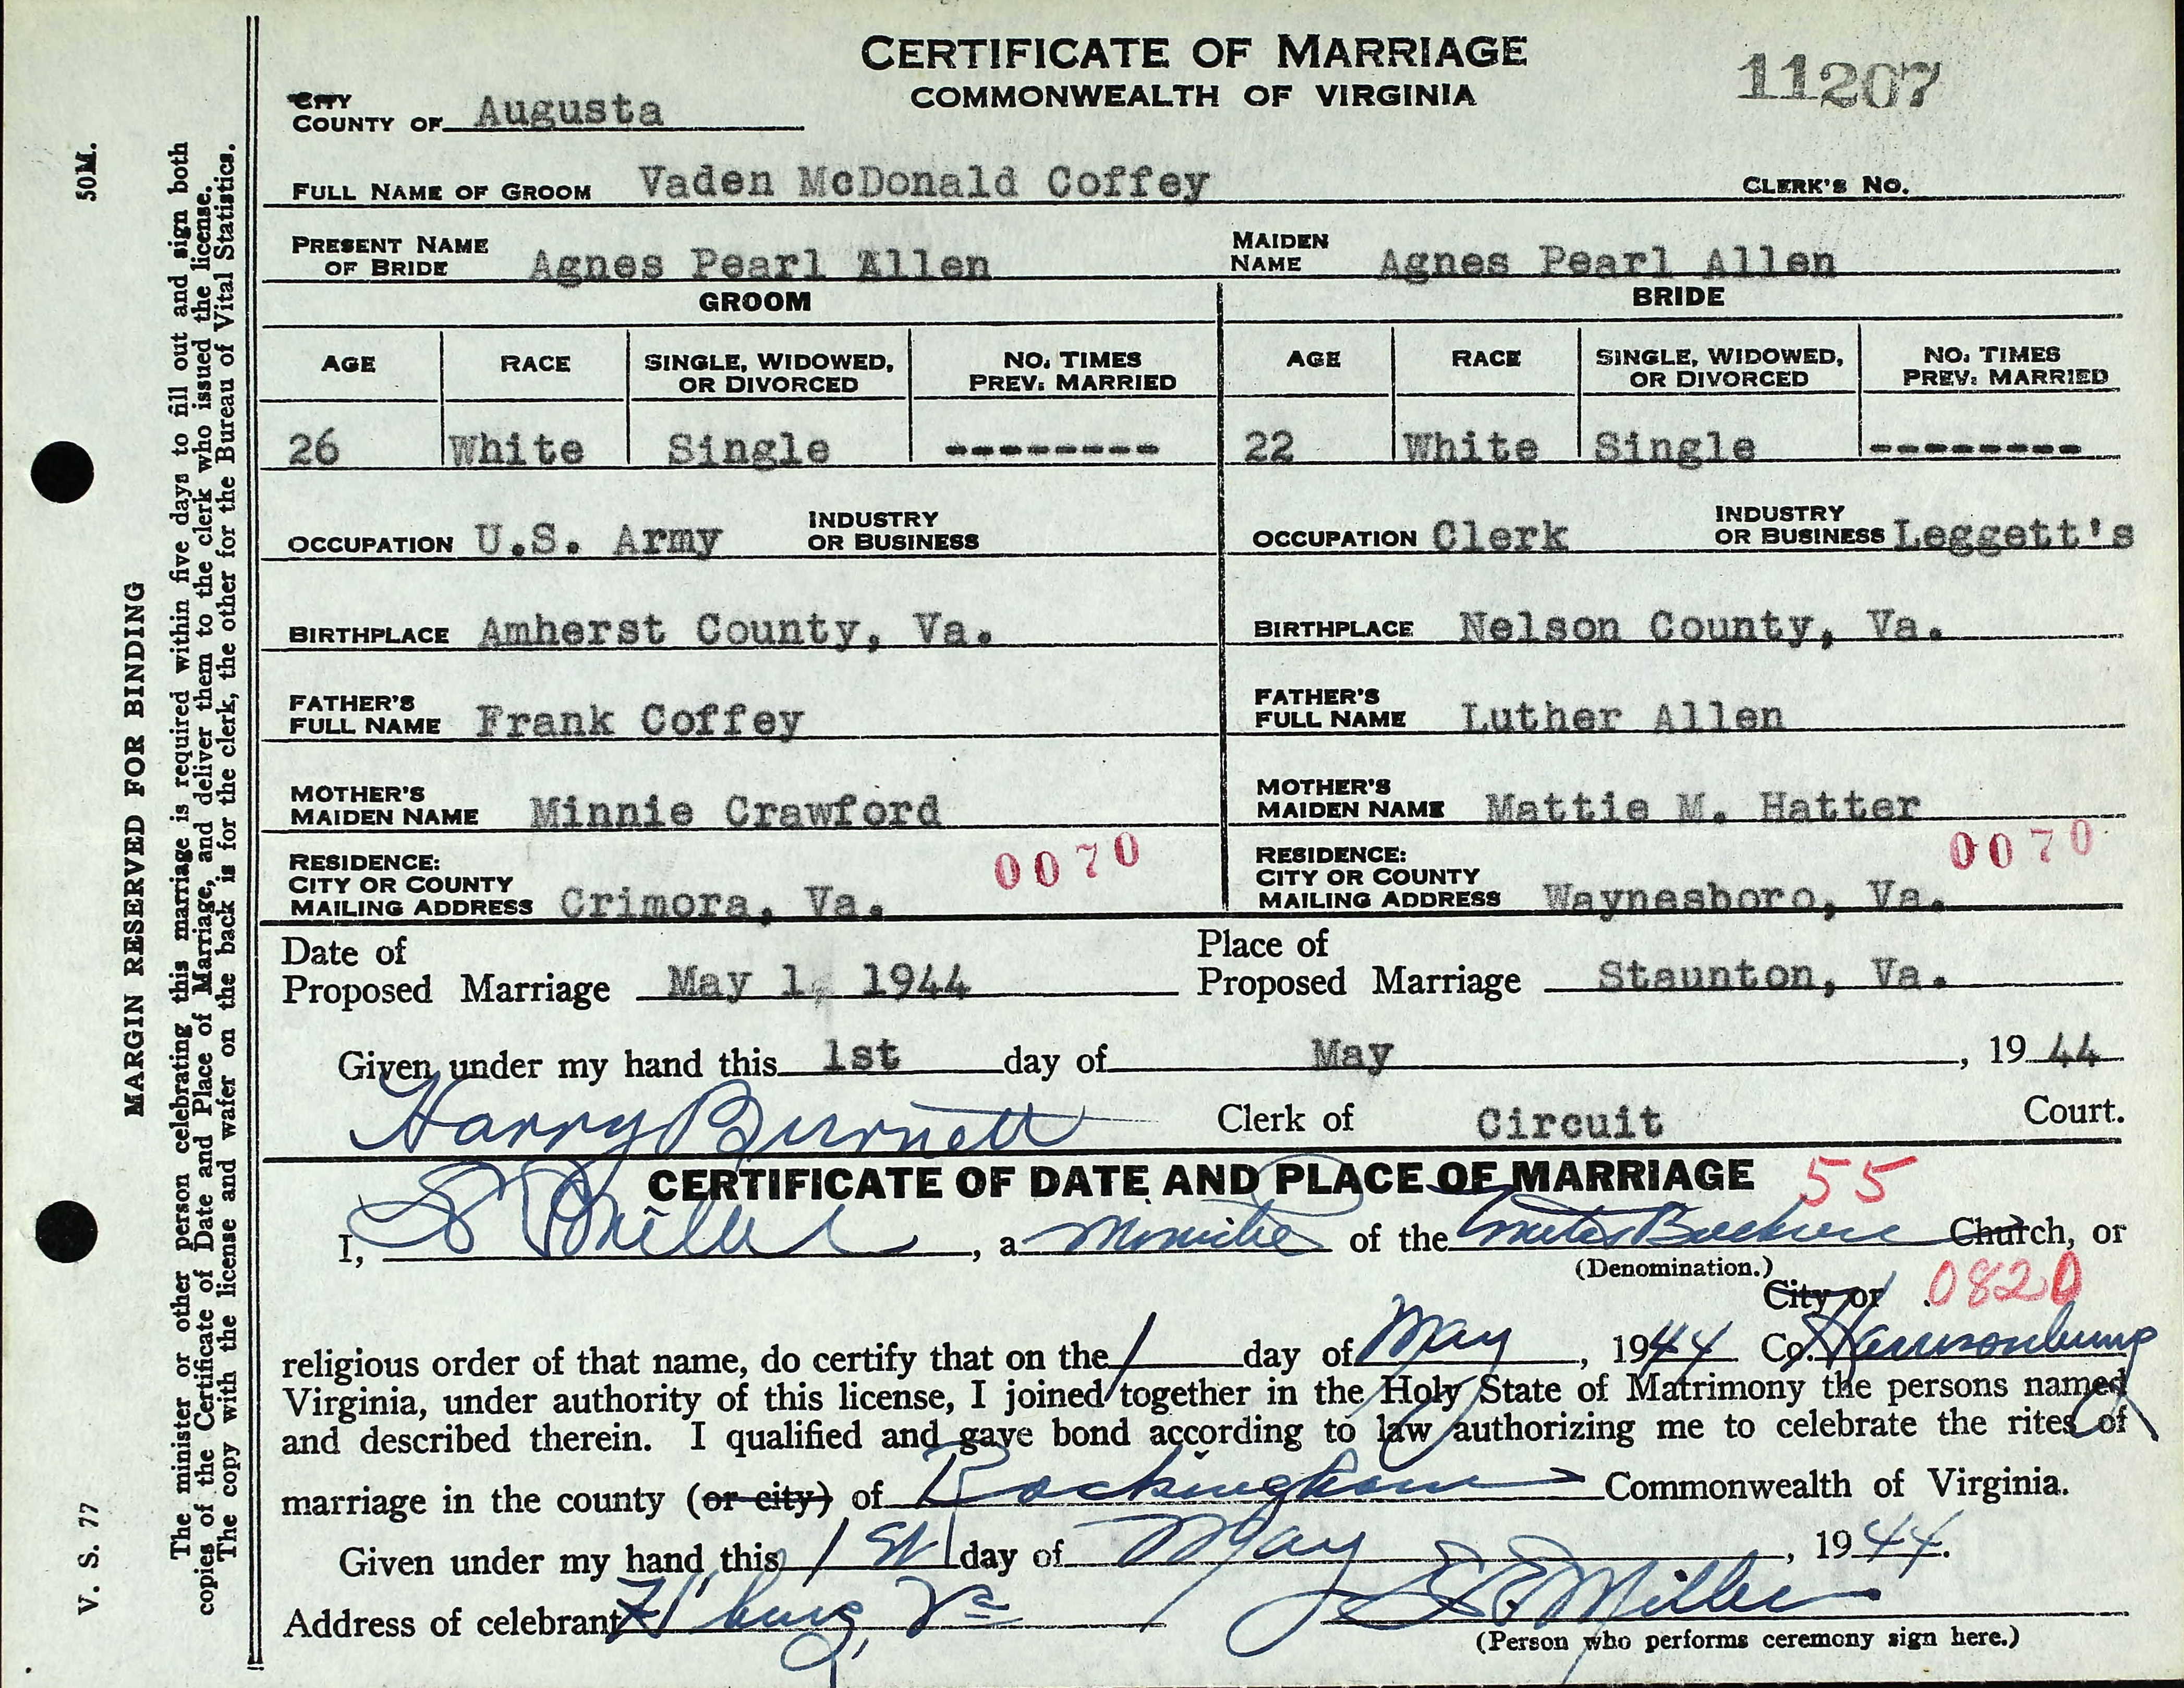 CERTIFICATE OF MARRIAGE
COMMONWEALTH OF VIRGINIA
11207
CITY
COUNTY OF Augusta
FULL NAME OF GROOM Vaden McDonald Coffey CLERK'S NO.
PRESENT NAME OF BRIDE Agnes Pearl Allen MAIDEN NAME Agnes Pearl Allen
GROOM BRIDE
AGE RACE SINGLE, WIDOWED, OR DIVORCED NO. TIMES PREV. MARRIED AGE RACE SINGLE, WIDOWED, OR DIVORCED NO. TIMES PREV. MARRIED
26 White Single -------- 22 White Single --------
OCCUPATION U.S. Army INDUSTRY OR BUSINESS OCCUPATION Clerk INDUSTRY OR BUSINESS Leggett's
BIRTHPLACE Amherst County, Va. BIRTHPLACE Nelson County, Va.
FATHER'S FULL NAME Frank Coffey FATHER'S FULL NAME Luther Allen
MOTHER'S MAIDEN NAME Minnie Crawford MOTHER'S MAIDEN NAME Mattie M. Hatter
RESIDENCE: CITY OR COUNTY MAILING ADDRESS Crimora, Va. 0070 RESIDENCE: CITY OR COUNTY MAILING ADDRESS Waynesboro, Va. 0070
Date of Proposed Marriage May 1, 1944 Place of Proposed Marriage Staunton, Va.
Given under my hand this 1st day of May, 1944
Harry Burnett Clerk of Circuit Court.
CERTIFICATE OF DATE AND PLACE OF MARRIAGE 55
I, S Miller, a Minister of the Church, or
(Denomination.)
City or 0820
religious order of that name, do certify that on the 1 day of May, 1944 Co. Harrisonburg
Virginia, under authority of this license, I joined together in the Holy State of Matrimony the persons named
and described therein. I qualified and gave bond according to law authorizing me to celebrate the rites of
marriage in the county (or city) of Rockingham Commonwealth of Virginia.
Given under my hand this 1st day of May, 1944.
Address of celebrant H'burg, Va Miller
(Person who performs ceremony sign here.)
50M.
MARGIN RESERVED FOR BINDING
V. S. 77
The minister or other person celebrating this marriage is required within five days to fill out and sign both
copies of the Certificate of Date and Place of Marriage, and deliver them to the clerk who issued the license.
The copy with the license and wafer on the back is for the clerk, the other for the Bureau of Vital Statistics.